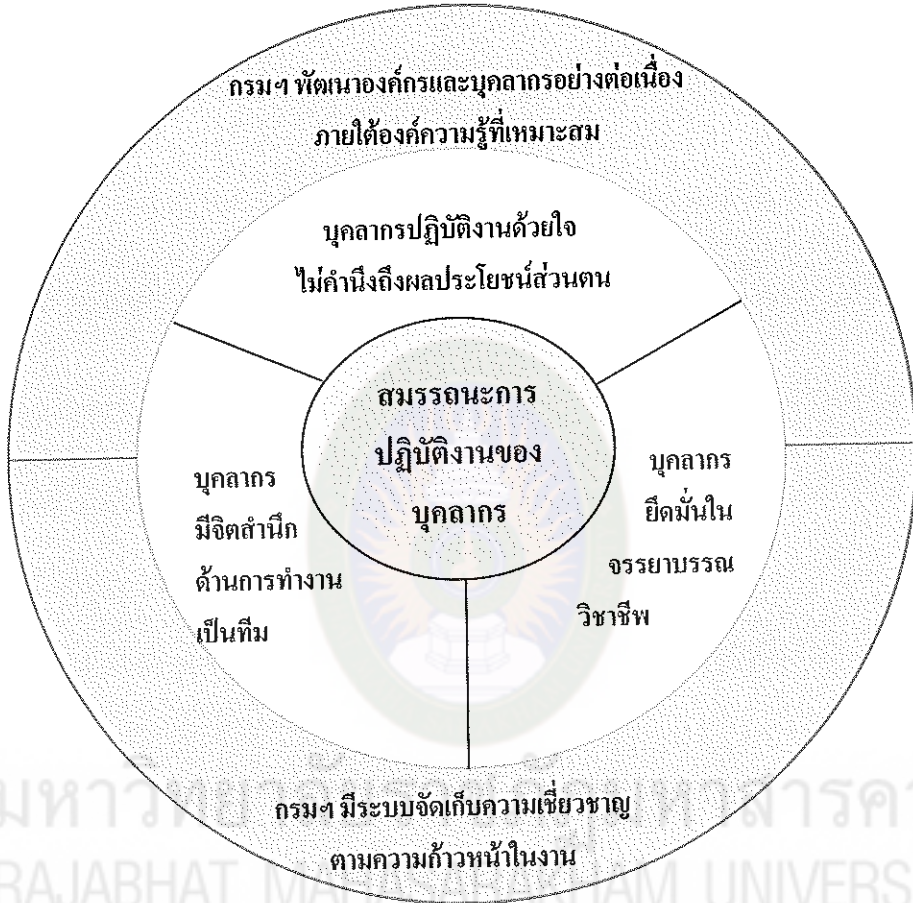 กรมฯ พัฒนาองค์กรและบุคลากรอย่างต่อเนื่อง
ภายใต้องค์ความรู้ที่เหมาะสม
บุคลากรปฏิบัติงานด้วยใจ
ไม่คำนึงถึงผลประโยชน์ส่วนตน
สมรรถนะการ
ปฏิบัติงานของ
บุคลากร
บุคลากร
มีจิตสำนึก
ด้านการทำงาน
เป็นทีม
บุคลากร
ยึดมั่นใน
จรรยาบรรณ
วิชาชีพ
กรมฯ มีระบบจัดเก็บความเชี่ยวชาญ
ตามความก้าวหน้าในงาน
RAJABHAT MAHASARAKHAM